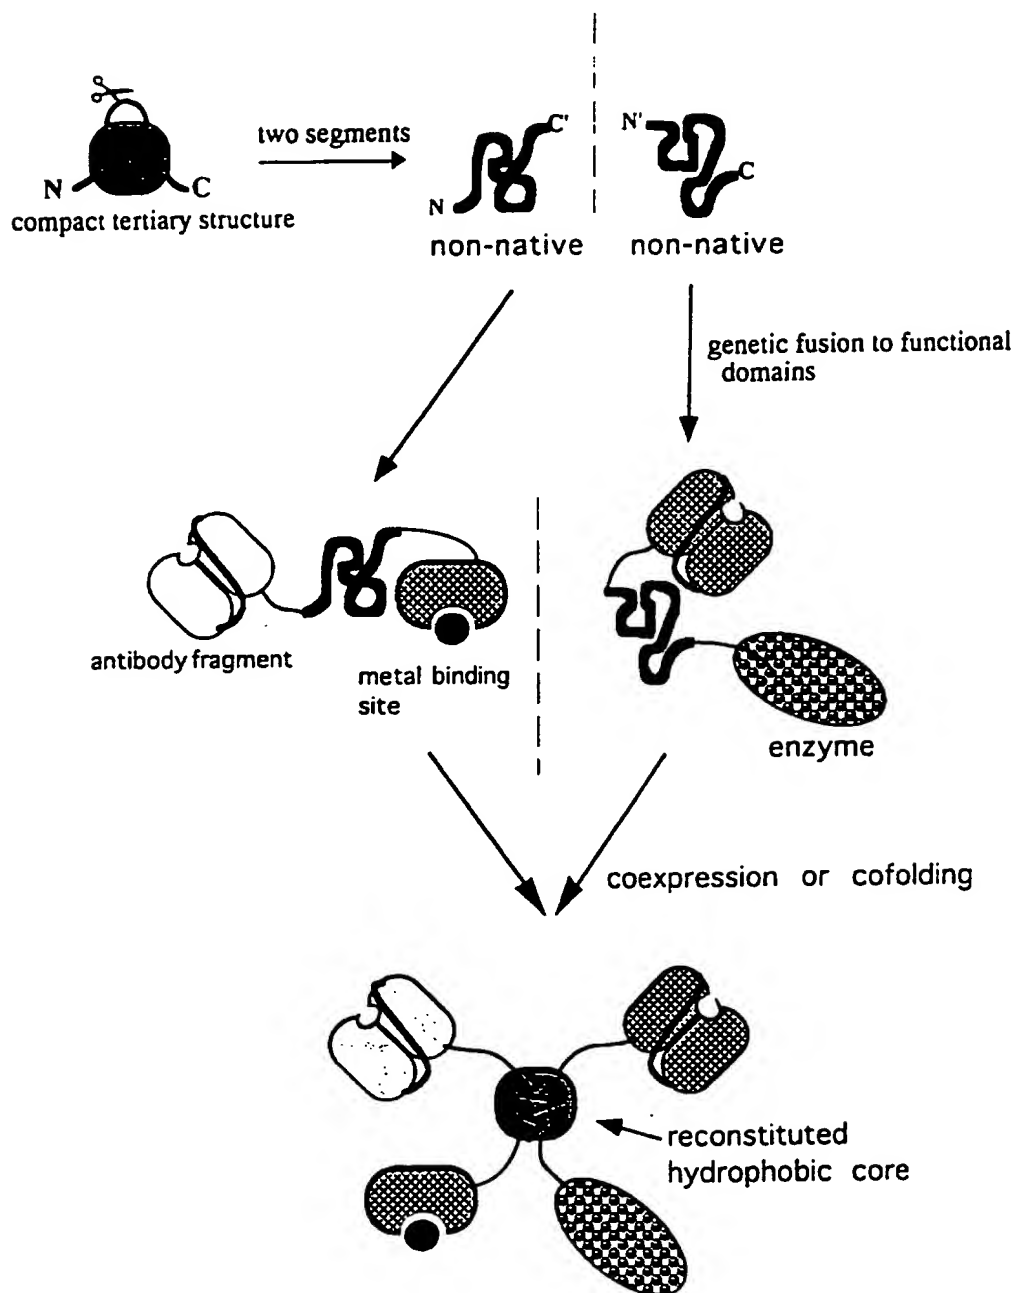 two segments
N
C
compact tertiary structure
N
C'
N'
C
non-native
non-native
genetic fusion to functional
domains
antibody fragment
metal binding
site
enzyme
coexpression or cofolding
reconstituted
hydrophobic core